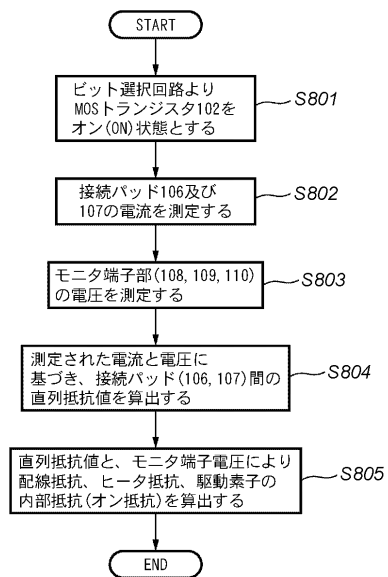 START
ビット選択回路より
MOSトランジスタ102を
オン(ON)状態とする
S801
接続パッド106及び
107の電流を測定する
S802
モニタ端子部(108, 109, 110)
の電圧を測定する
S803
測定された電流と電圧に
基づき、接続パッド(106, 107)間の
直列抵抗値を算出する
S804
直列抵抗値と、モニタ端子電圧により
配線抵抗、ヒータ抵抗、駆動素子の
内部抵抗(オン抵抗)を算出する
S805
END